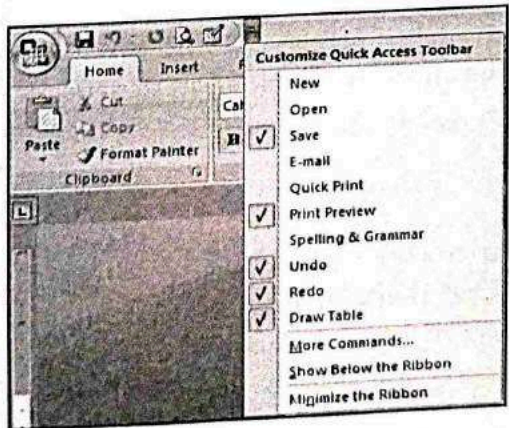 Home Insert
Cut
Copy
Paste
Format Painter
Clipboard
B
L
Customize Quick Access Toolbar
New
Open
Save
E-mail
Quick Print
Print Preview
Spelling & Grammar
Undo
Redo
Draw Table
More Commands...
Show Below the Ribbon
Minimize the Ribbon